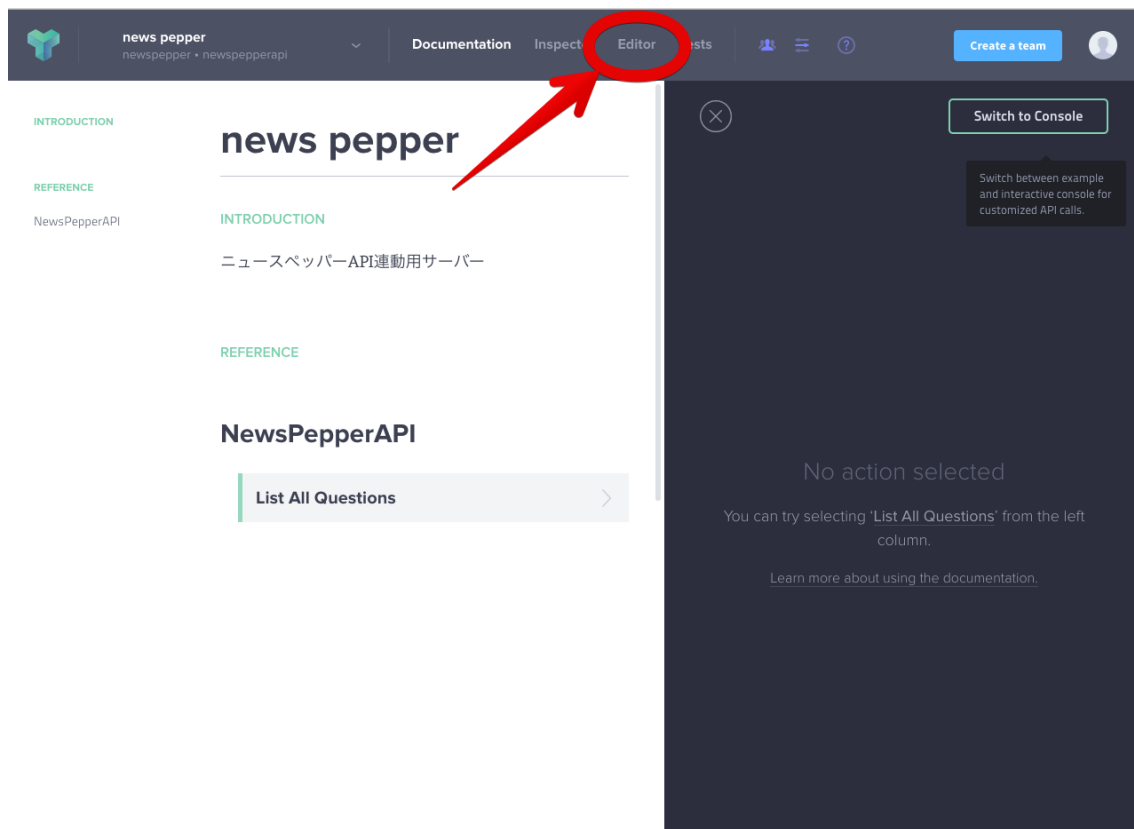 news pepper
newspepper • newspepperapi
Documentation
Editor
Create a team
INTRODUCTION
REFERENCE
NewsPepperAPI
news pepper
INTRODUCTION
ニュースペッパーAPI連動用サーバー
REFERENCE
NewsPepperAPI
List All Questions
Switch to Console
Switch between example
and interactive console for
customized API calls.
No action selected
You can try selecting ‘List All Questions’ from the left
column.
Learn more about using the documentation.